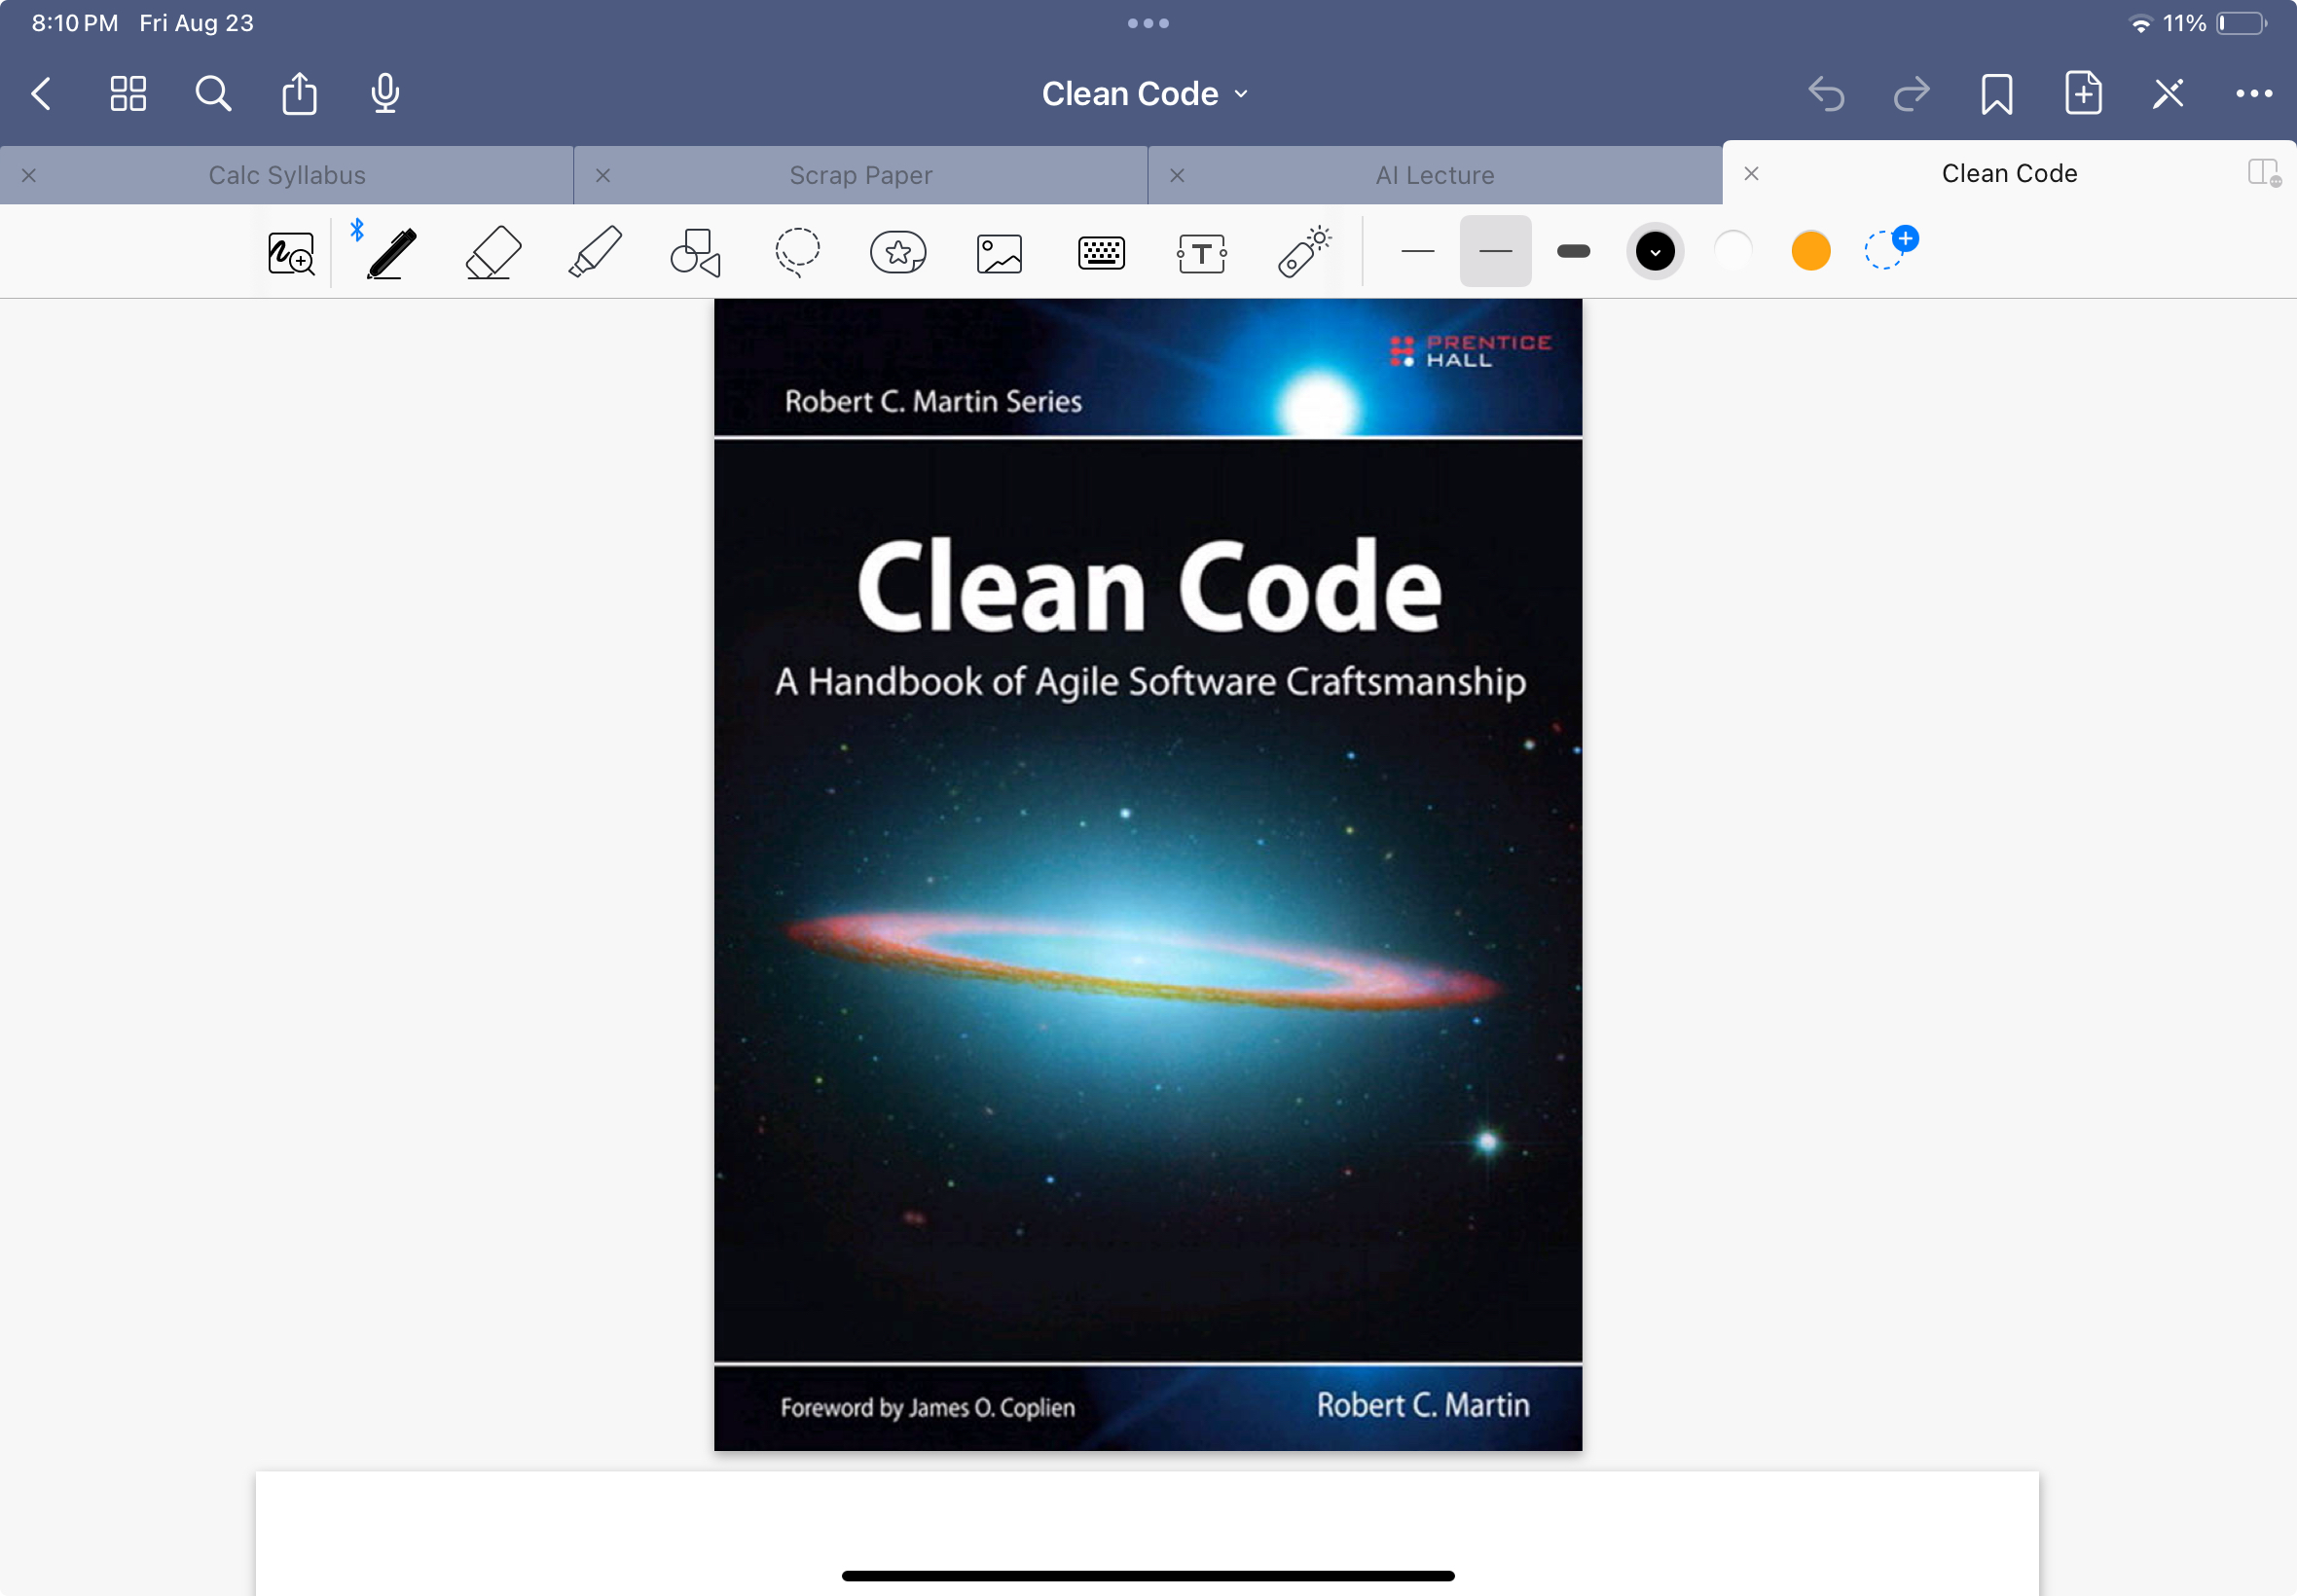 8:10 PM Fri Aug 23
11%
Clean Code
Calc Syllabus
Scrap Paper
AI Lecture
Clean Code
T
PRENTICE
HALL
Robert C. Martin Series
Clean Code
A Handbook of Agile Software Craftsmanship
Foreword by James O. Coplien
Robert C. Martin